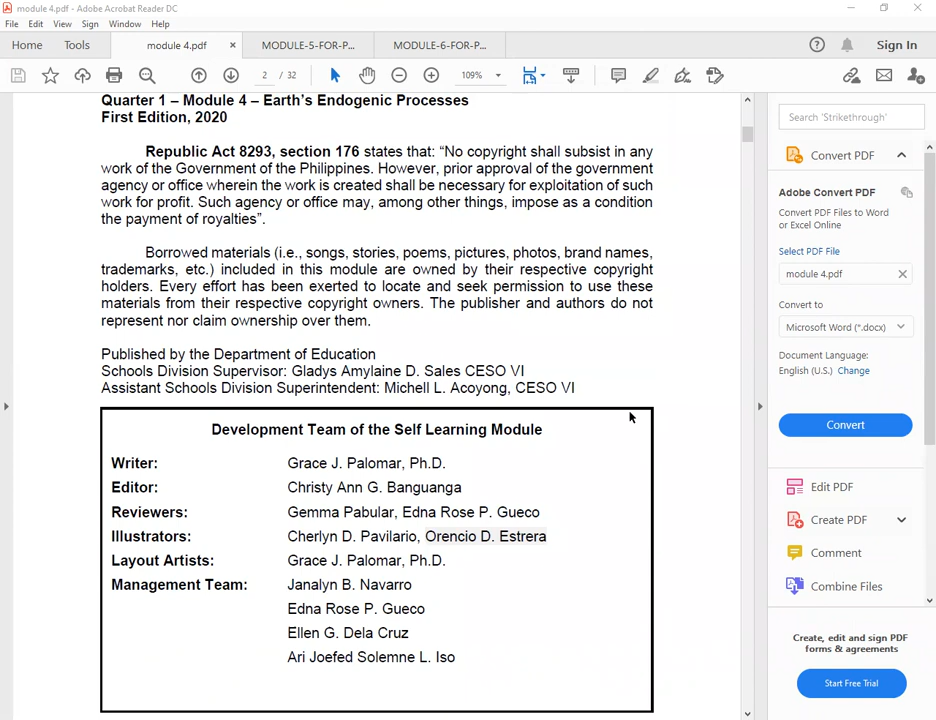 module 4.pdf - Adobe Acrobat Reader DC
File Edit View Sign Window Help
Home Tools module 4.pdf × MODULE-5-FOR-P... MODULE-6-FOR-P... Sign In
2 / 32 109%
Quarter 1 – Module 4 – Earth's Endogenic Processes
First Edition, 2020
Republic Act 8293, section 176 states that: “No copyright shall subsist in any
work of the Government of the Philippines. However, prior approval of the government
agency or office wherein the work is created shall be necessary for exploitation of such
work for profit. Such agency or office may, among other things, impose as a condition
the payment of royalties”.
Borrowed materials (i.e., songs, stories, poems, pictures, photos, brand names,
trademarks, etc.) included in this module are owned by their respective copyright
holders. Every effort has been exerted to locate and seek permission to use these
materials from their respective copyright owners. The publisher and authors do not
represent nor claim ownership over them.
Published by the Department of Education
Schools Division Supervisor: Gladys Amylaine D. Sales CESO VI
Assistant Schools Division Superintendent: Michell L. Acoyong, CESO VI
Development Team of the Self Learning Module
Writer: Grace J. Palomar, Ph.D.
Editor: Christy Ann G. Banguanga
Reviewers: Gemma Pabular, Edna Rose P. Gueco
Illustrators: Cherlyn D. Pavilario, Orencio D. Estrera
Layout Artists: Grace J. Palomar, Ph.D.
Management Team: Janalyn B. Navarro
Edna Rose P. Gueco
Ellen G. Dela Cruz
Ari Joefed Solemne L. Iso
Search 'Strikethrough'
Convert PDF
Adobe Convert PDF
Convert PDF Files to Word
or Excel Online
Select PDF File
module 4.pdf
Convert to
Microsoft Word (*.docx)
Document Language:
English (U.S.) Change
Convert
Edit PDF
Create PDF
Comment
Combine Files
Create, edit and sign PDF
forms & agreements
Start Free Trial